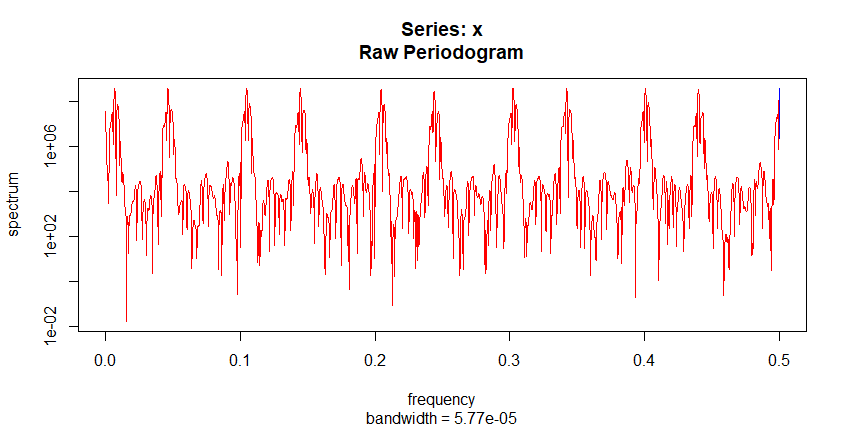 Series: x
Raw Periodogram
spectrum
1e+06
1e+02
1e-02
0.0 0.1 0.2 0.3 0.4 0.5
frequency
bandwidth = 5.77e-05